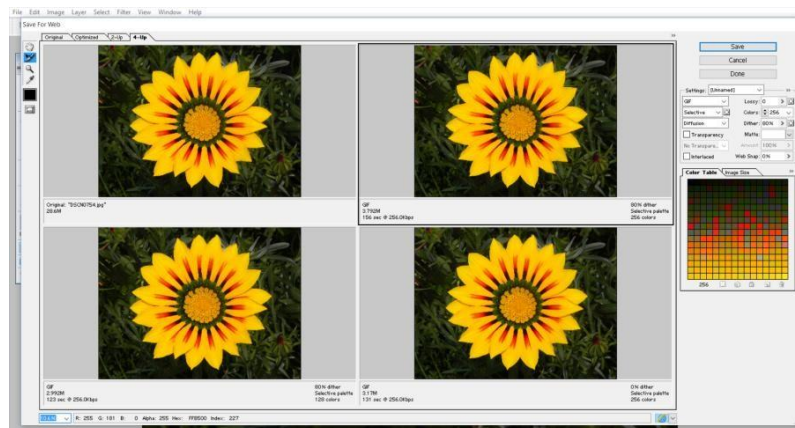 File Edit Image Layer Select Filter View Window Help
Save For Web
Original Optimized 2-Up 4-Up
Save
Cancel
Done
Settings: [Unnamed]
GIF Lossy: 0
Selective Colors: 256
Diffusion Dither: 80%
Transparency Matte:
No Transpare... Amount: 100%
Interlaced Web Snap: 0%
Color Table Image Size
256
Original: "DSCN0754.jpg"
20.6M
GIF 80% dither
3.792M Selective palette
156 sec @ 256.0Kbps 256 colors
GIF 80% dither
2.992M Selective palette
123 sec @ 256.0Kbps 128 colors
GIF 0% dither
3.17M Selective palette
131 sec @ 256.0Kbps 256 colors
R: 255 G: 181 B: 0 Alpha: 255 Hex: FFB500 Index: 227